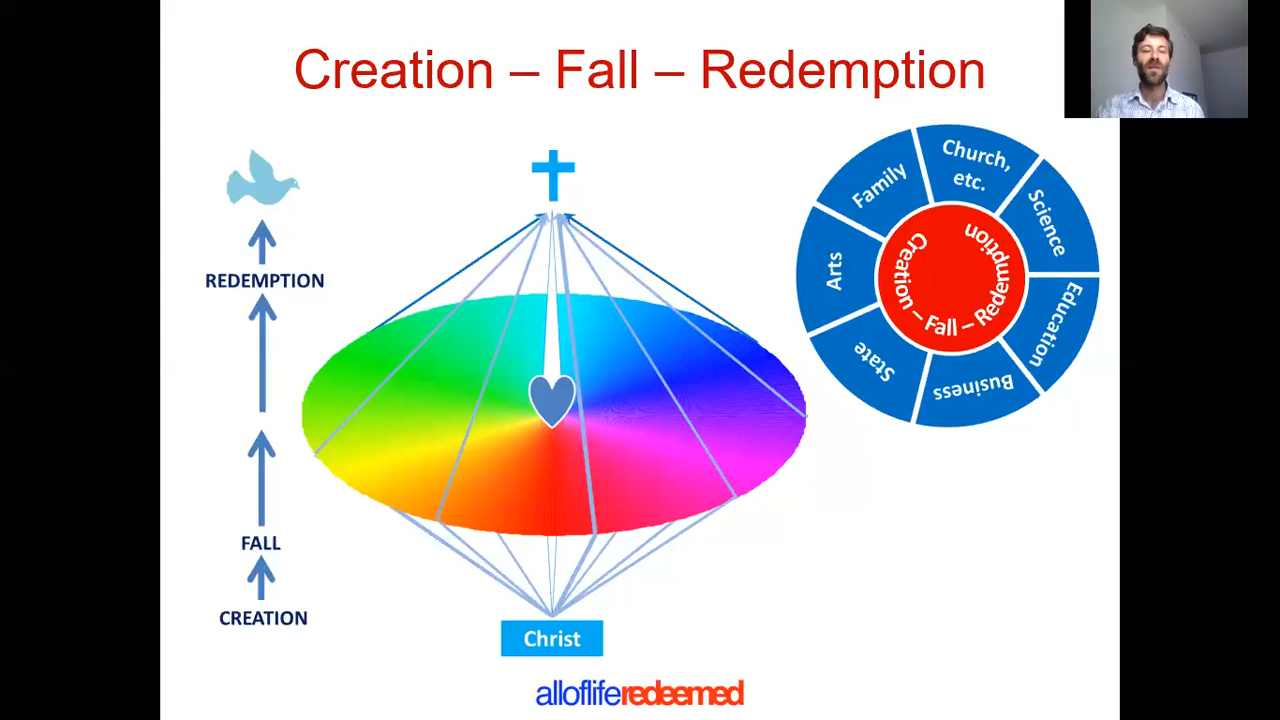 Creation – Fall – Redemption
REDEMPTION
FALL
CREATION
Christ
Church,
etc.
Science
Education
Business
State
Arts
Family
Creation – Fall – Redemption
allofliferedeemed